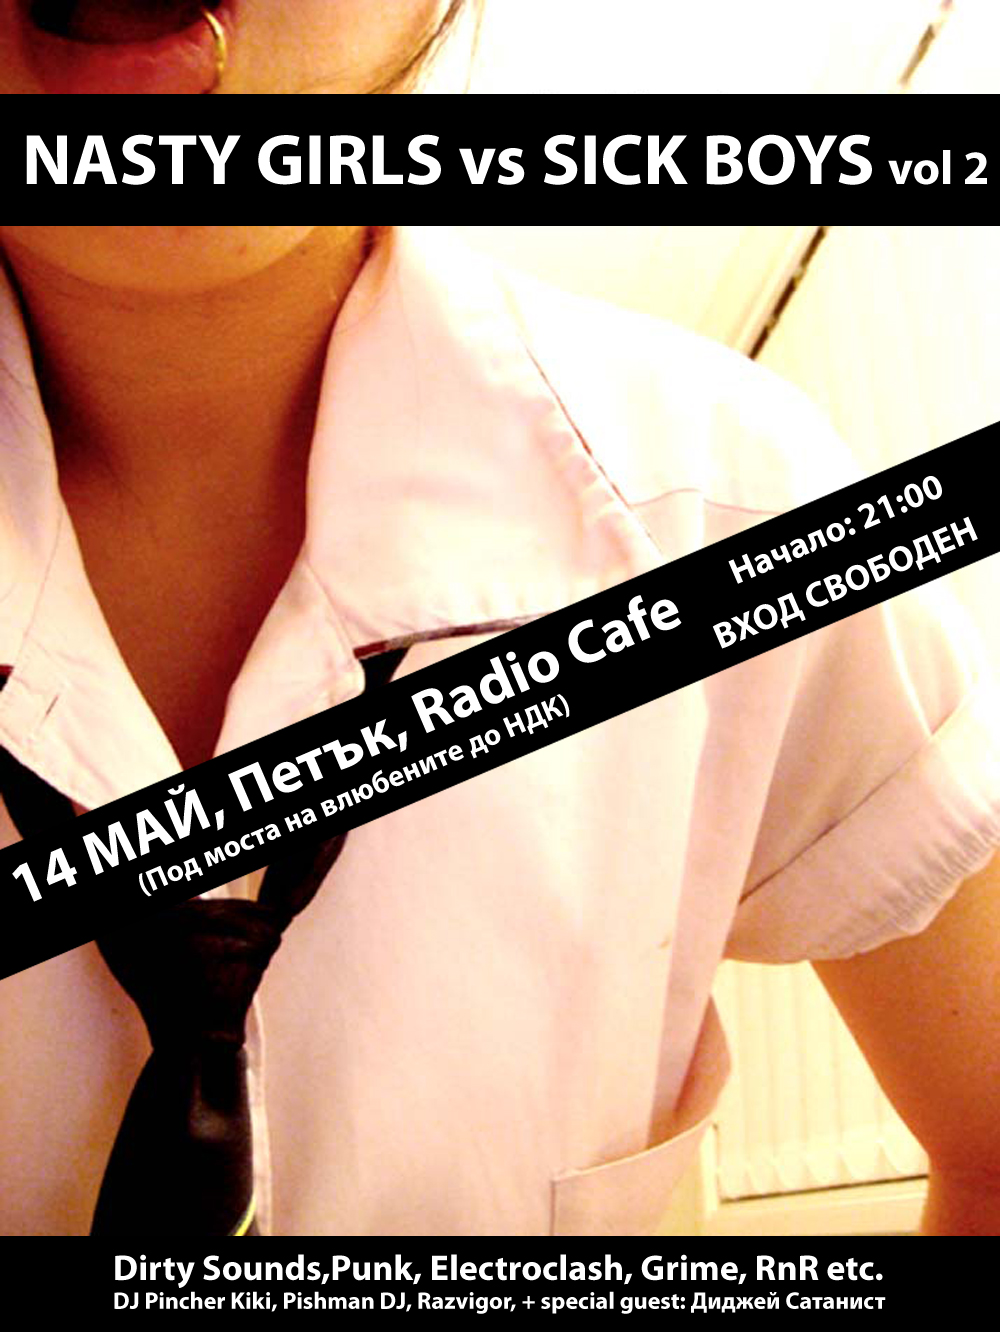 NASTY GIRLS vs SICK BOYS vol 2
14 МАЙ, Петък, Radio Cafe
(Под моста на влюбените до НДК)
Начало: 21:00
ВХОД СВОБОДЕН
Dirty Sounds,Punk, Electroclash, Grime, RnR etc.
DJ Pincher Kiki, Pishman DJ, Razvigor, + special guest: Диджей Сатанист